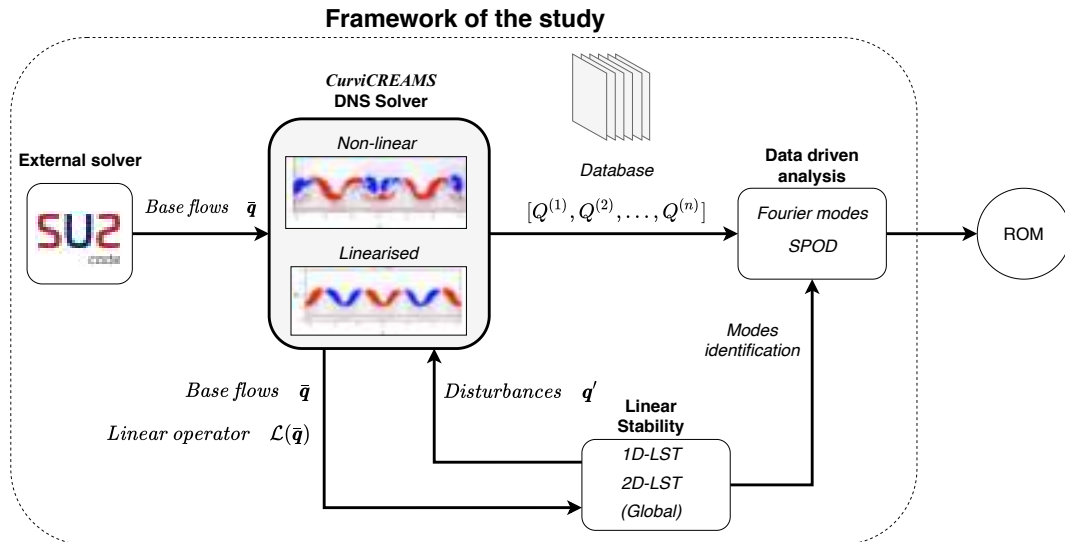 Framework of the study
CurviCREAMS
DNS Solver
Non-linear
Linearised
External solver
SU2
code
Base flows q̄
Database
[Q^{(1)}, Q^{(2)}, . . . , Q^{(n)}]
Data driven
analysis
Fourier modes
SPOD
ROM
Modes
identification
Base flows q̄
Linear operator ℒ(q̄)
Disturbances q′
Linear
Stability
1D-LST
2D-LST
(Global)